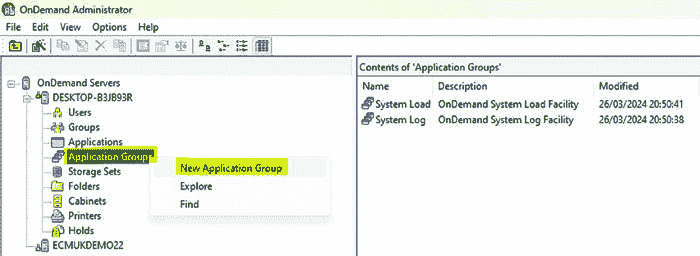 OnDemand Administrator
File Edit View Options Help
Contents of 'Application Groups'
Name Description Modified
System Load OnDemand System Load Facility 26/03/2024 20:50:41
System Log OnDemand System Log Facility 26/03/2024 20:50:38
OnDemand Servers
DESKTOP-B3JB93R
Users
Groups
Applications
Application Groups
Storage Sets
Folders
Cabinets
Printers
Holds
ECMUKDEMO22
New Application Group
Explore
Find